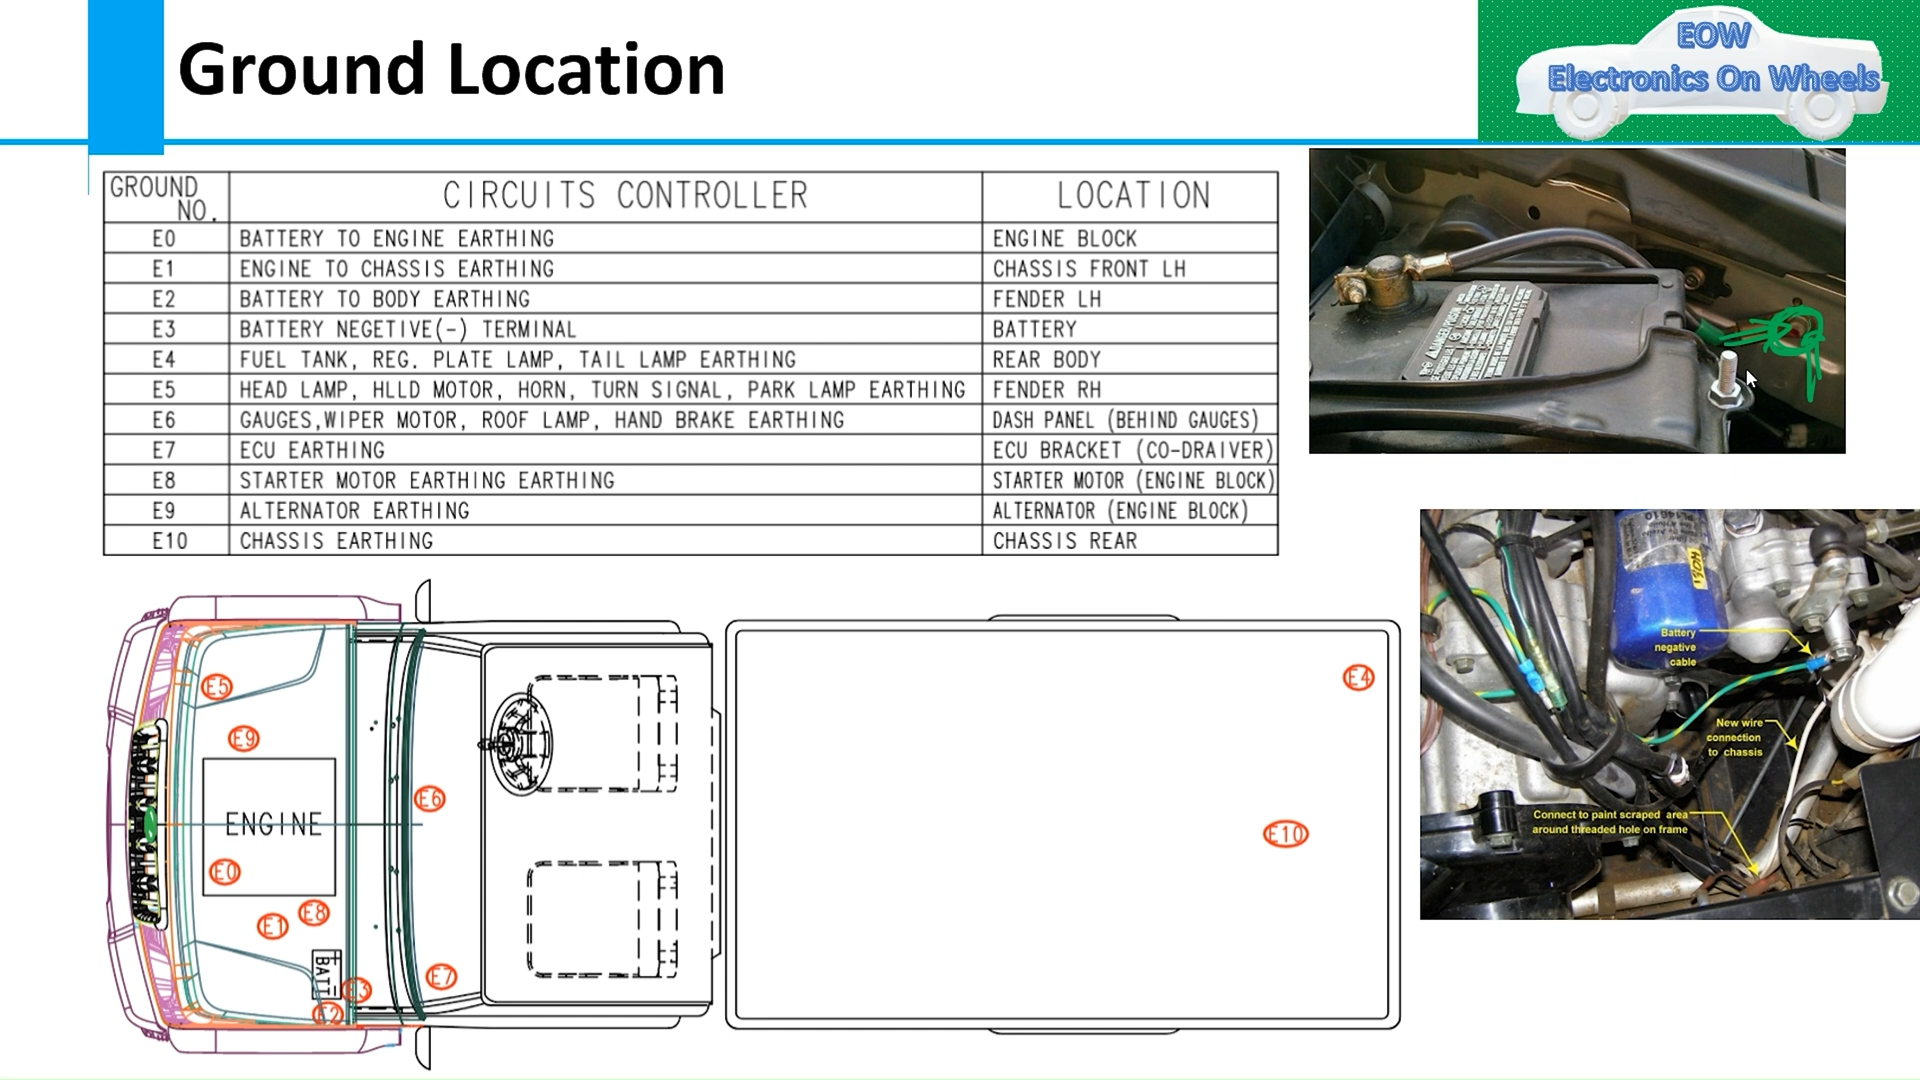 Ground Location
EOW
Electronics On Wheels
GROUND NO. CIRCUITS CONTROLLER LOCATION
E0 BATTERY TO ENGINE EARTHING ENGINE BLOCK
E1 ENGINE TO CHASSIS EARTHING CHASSIS FRONT LH
E2 BATTERY TO BODY EARTHING FENDER LH
E3 BATTERY NEGETIVE(-) TERMINAL BATTERY
E4 FUEL TANK, REG. PLATE LAMP, TAIL LAMP EARTHING REAR BODY
E5 HEAD LAMP, HLLD MOTOR, HORN, TURN SIGNAL, PARK LAMP EARTHING FENDER RH
E6 GAUGES,WIPER MOTOR, ROOF LAMP, HAND BRAKE EARTHING DASH PANEL (BEHIND GAUGES)
E7 ECU EARTHING ECU BRACKET (CO-DRAIVER)
E8 STARTER MOTOR EARTHING EARTHING STARTER MOTOR (ENGINE BLOCK)
E9 ALTERNATOR EARTHING ALTERNATOR (ENGINE BLOCK)
E10 CHASSIS EARTHING CHASSIS REAR
E5
E9
ENGINE
E0
E1
E8
BATT
E3
E2
E6
E7
E4
E10
Battery
negative
cable
New wire
connection
to chassis
Connect to paint scraped area
around threaded hole on frame